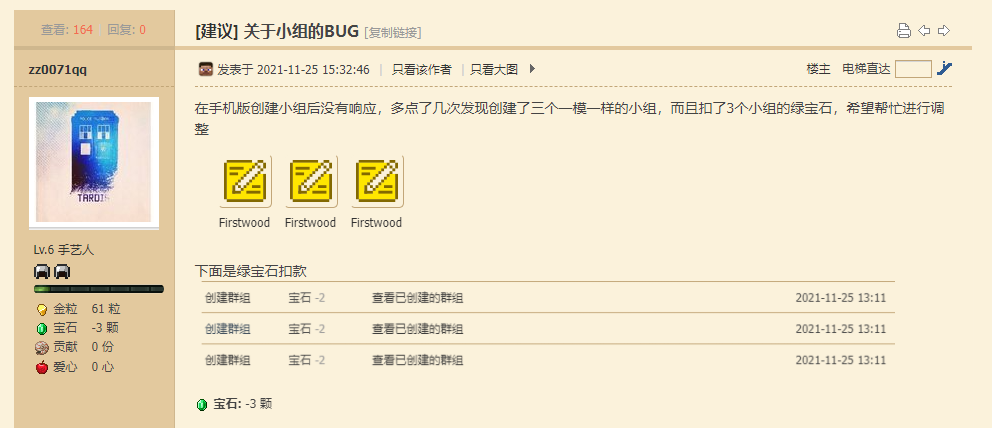 查看: 164 回复: 0
[建议] 关于小组的BUG [复制链接]
zz0071qq
发表于 2021-11-25 15:32:46 | 只看该作者 | 只看大图
楼主 电梯直达
在手机版创建小组后没有响应，多点了几次发现创建了三个一模一样的小组，而且扣了3个小组的绿宝石，希望帮忙进行调
整
TARDIS
Firstwood Firstwood Firstwood
Lv.6 手艺人
金粒 61 粒
宝石 -3 颗
贡献 0 份
爱心 0 心
下面是绿宝石扣款
创建群组 宝石 -2 查看已创建的群组 2021-11-25 13:11
创建群组 宝石 -2 查看已创建的群组 2021-11-25 13:11
创建群组 宝石 -2 查看已创建的群组 2021-11-25 13:11
宝石: -3 颗